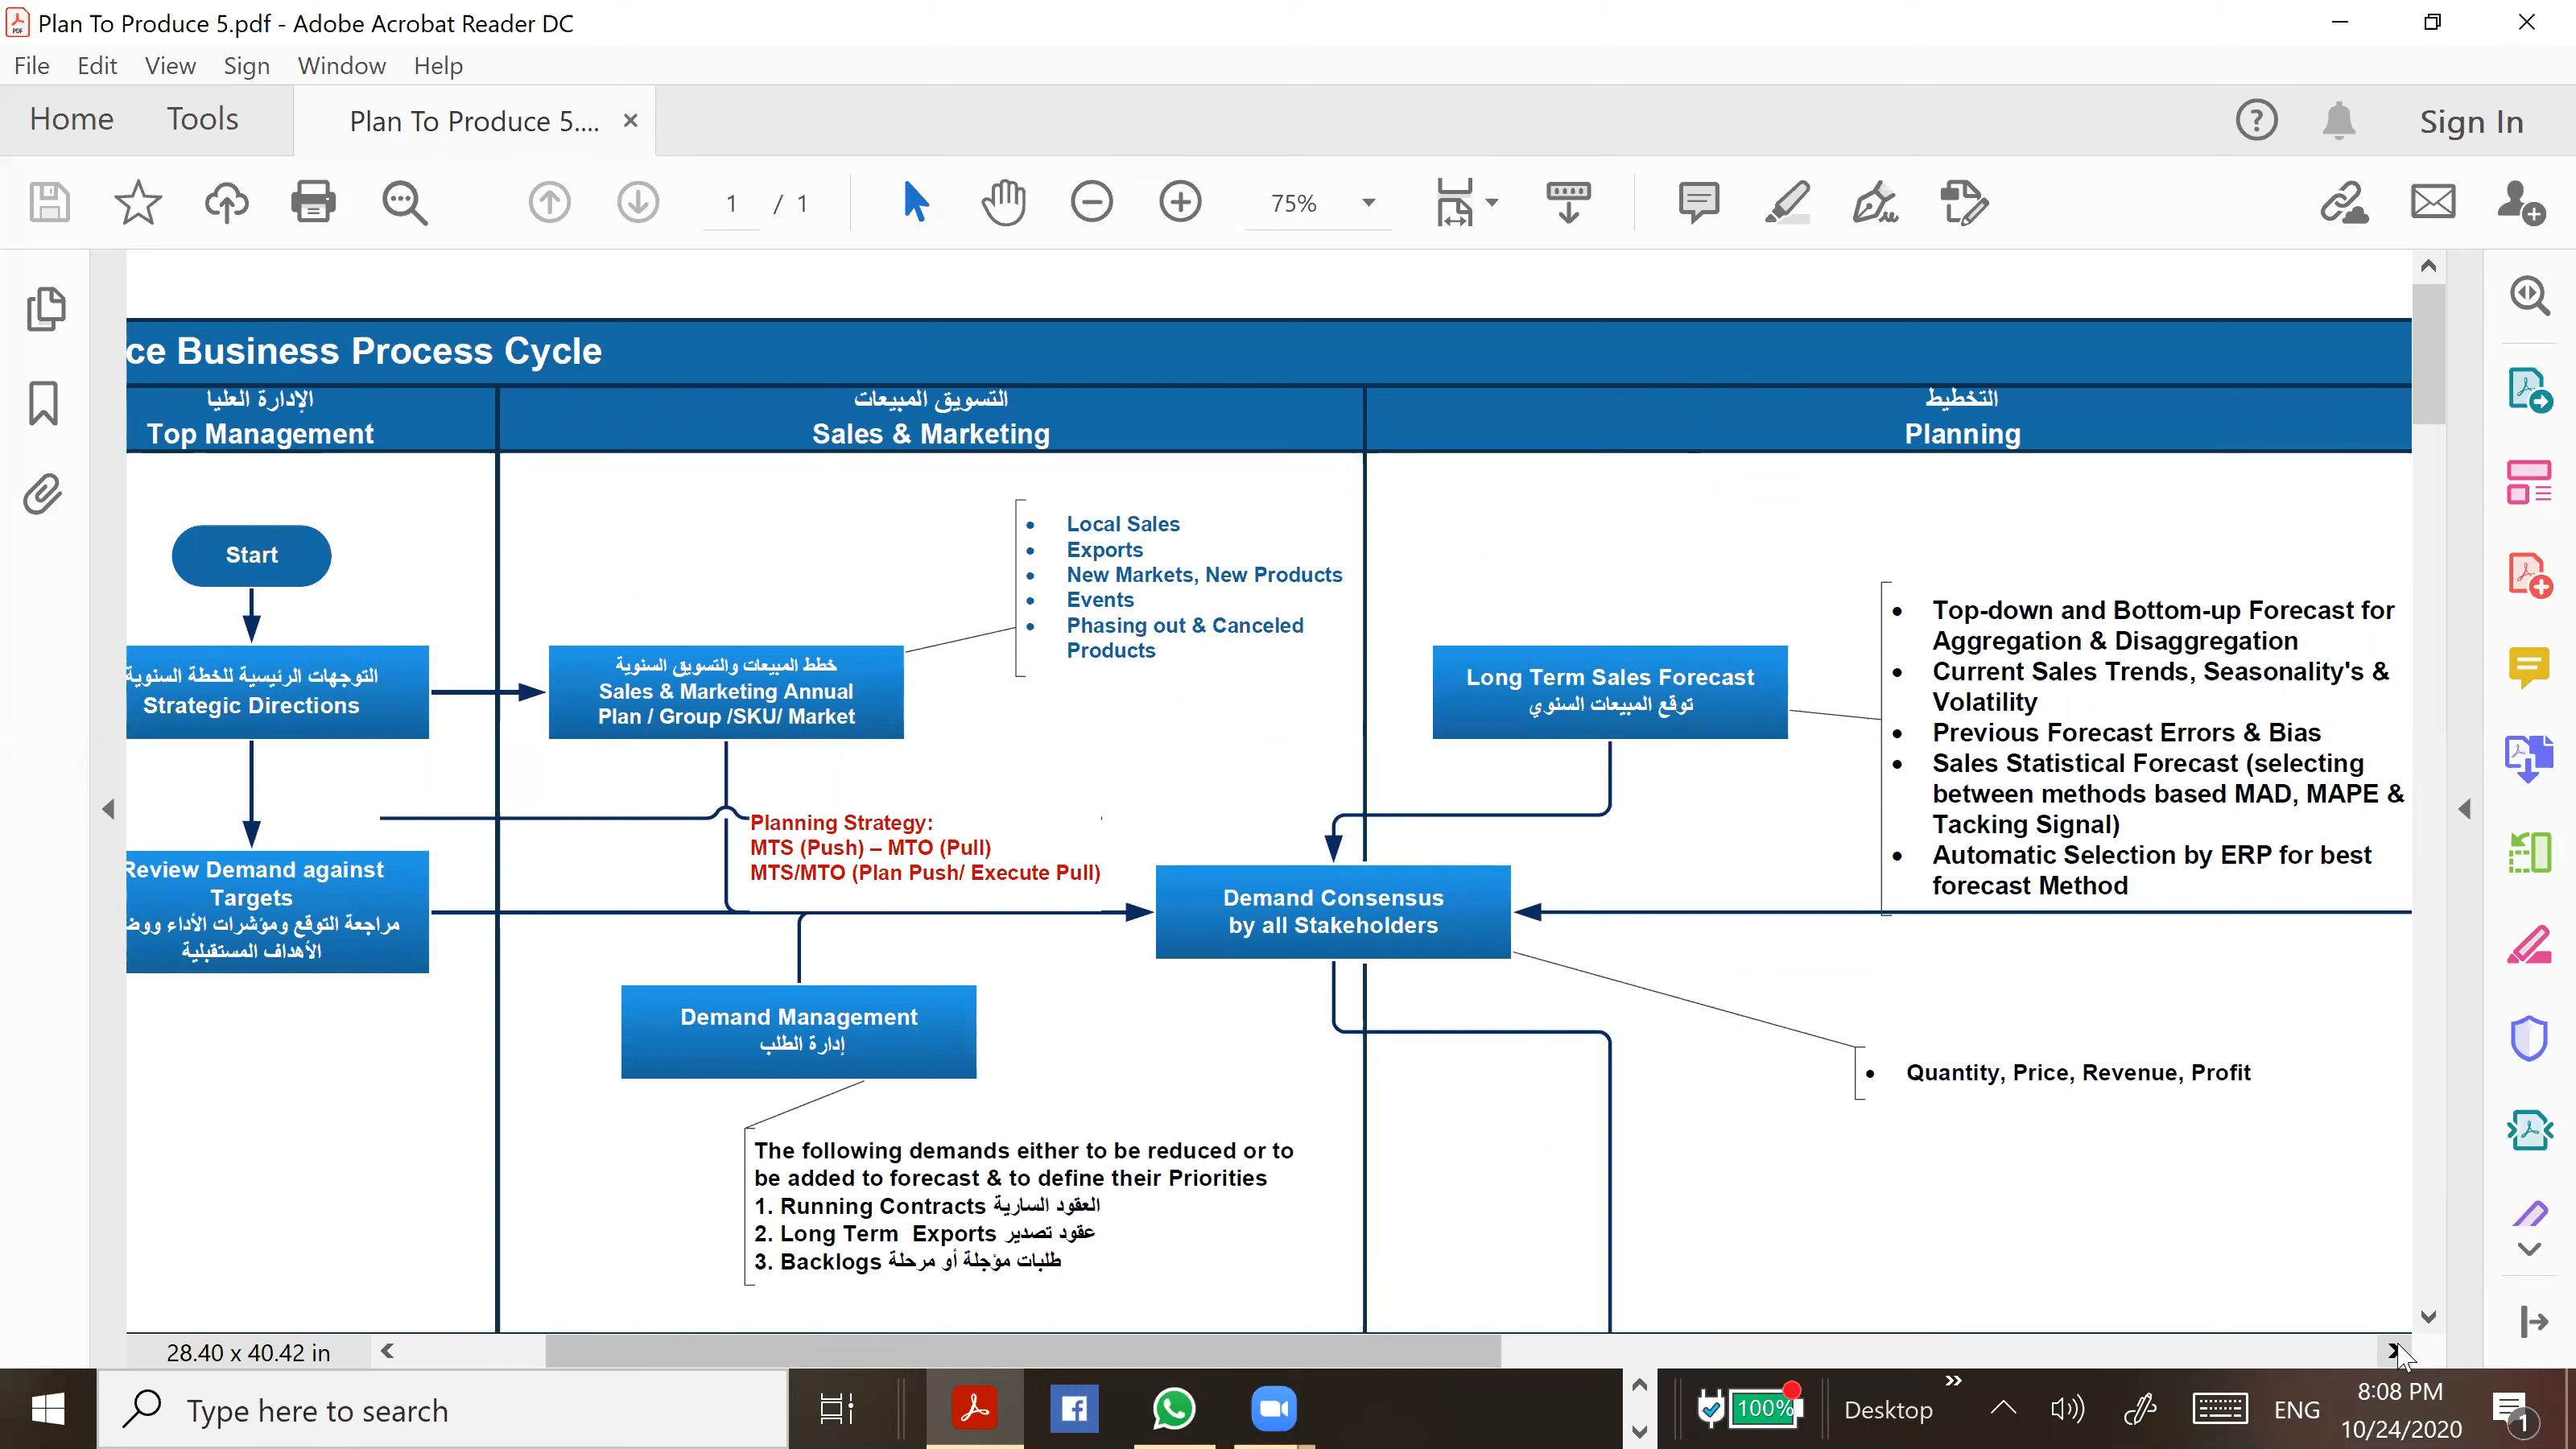 Plan To Produce 5.pdf - Adobe Acrobat Reader DC
File Edit View Sign Window Help
Home Tools Plan To Produce 5.... × Sign In
1 / 1 75%
ce Business Process Cycle
الإدارة العليا
Top Management
التسويق المبيعات
Sales & Marketing
التخطيط
Planning
Start
التوجهات الرئيسية للخطة السنوية
Strategic Directions
خطط المبيعات والتسويق السنوية
Sales & Marketing Annual
Plan / Group /SKU/ Market
• Local Sales
• Exports
• New Markets, New Products
• Events
• Phasing out & Canceled
Products
Long Term Sales Forecast
توقع المبيعات السنوي
• Top-down and Bottom-up Forecast for
Aggregation & Disaggregation
• Current Sales Trends, Seasonality's &
Volatility
• Previous Forecast Errors & Bias
• Sales Statistical Forecast (selecting
between methods based MAD, MAPE &
Tacking Signal)
• Automatic Selection by ERP for best
forecast Method
Planning Strategy:
MTS (Push) – MTO (Pull)
MTS/MTO (Plan Push/ Execute Pull)
Review Demand against
Targets
مراجعة التوقع ومؤشرات الأداء ووض
الأهداف المستقبلية
Demand Consensus
by all Stakeholders
Demand Management
إدارة الطلب
• Quantity, Price, Revenue, Profit
The following demands either to be reduced or to
be added to forecast & to define their Priorities
1. Running Contracts العقود السارية
2. Long Term Exports عقود تصدير
3. Backlogs طلبات مؤجلة أو مرحلة
28.40 x 40.42 in
Type here to search
100% Desktop ENG
8:08 PM
10/24/2020
1